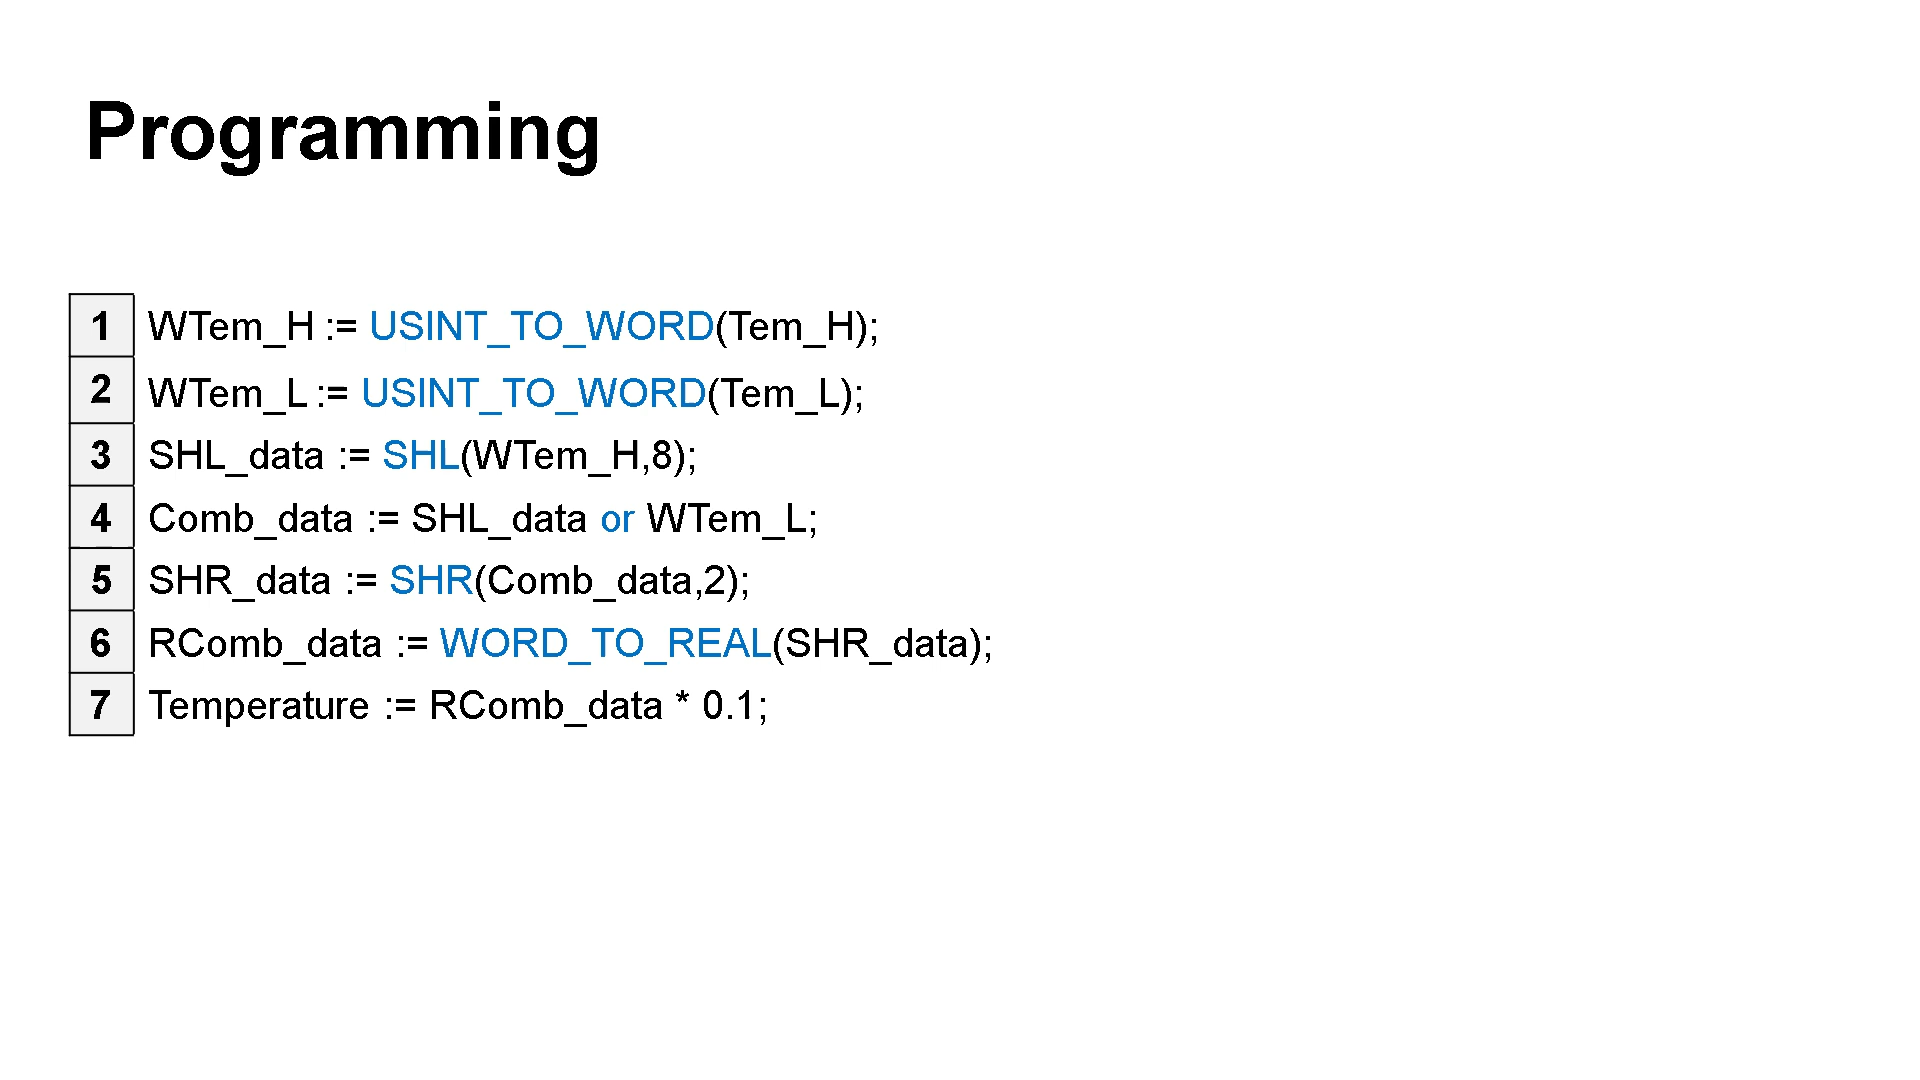 Programming
1 WTem_H := USINT_TO_WORD(Tem_H);
2 WTem_L := USINT_TO_WORD(Tem_L);
3 SHL_data := SHL(WTem_H,8);
4 Comb_data := SHL_data or WTem_L;
5 SHR_data := SHR(Comb_data,2);
6 RComb_data := WORD_TO_REAL(SHR_data);
7 Temperature := RComb_data * 0.1;